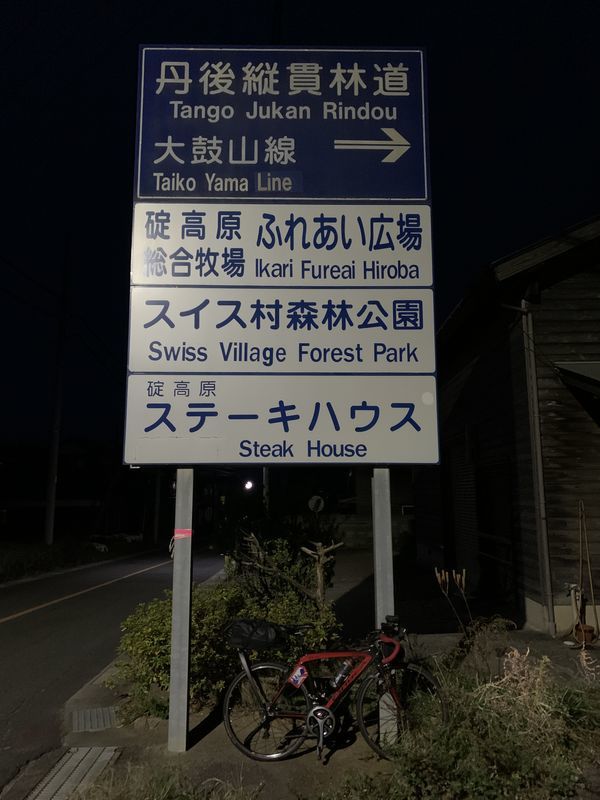 丹後縦貫林道
Tango Jukan Rindou
大鼓山線
Taiko Yama Line
碇高原 ふれあい広場
総合牧場 Ikari Fureai Hiroba
スイス村森林公園
Swiss Village Forest Park
碇高原
ステーキハウス
Steak House